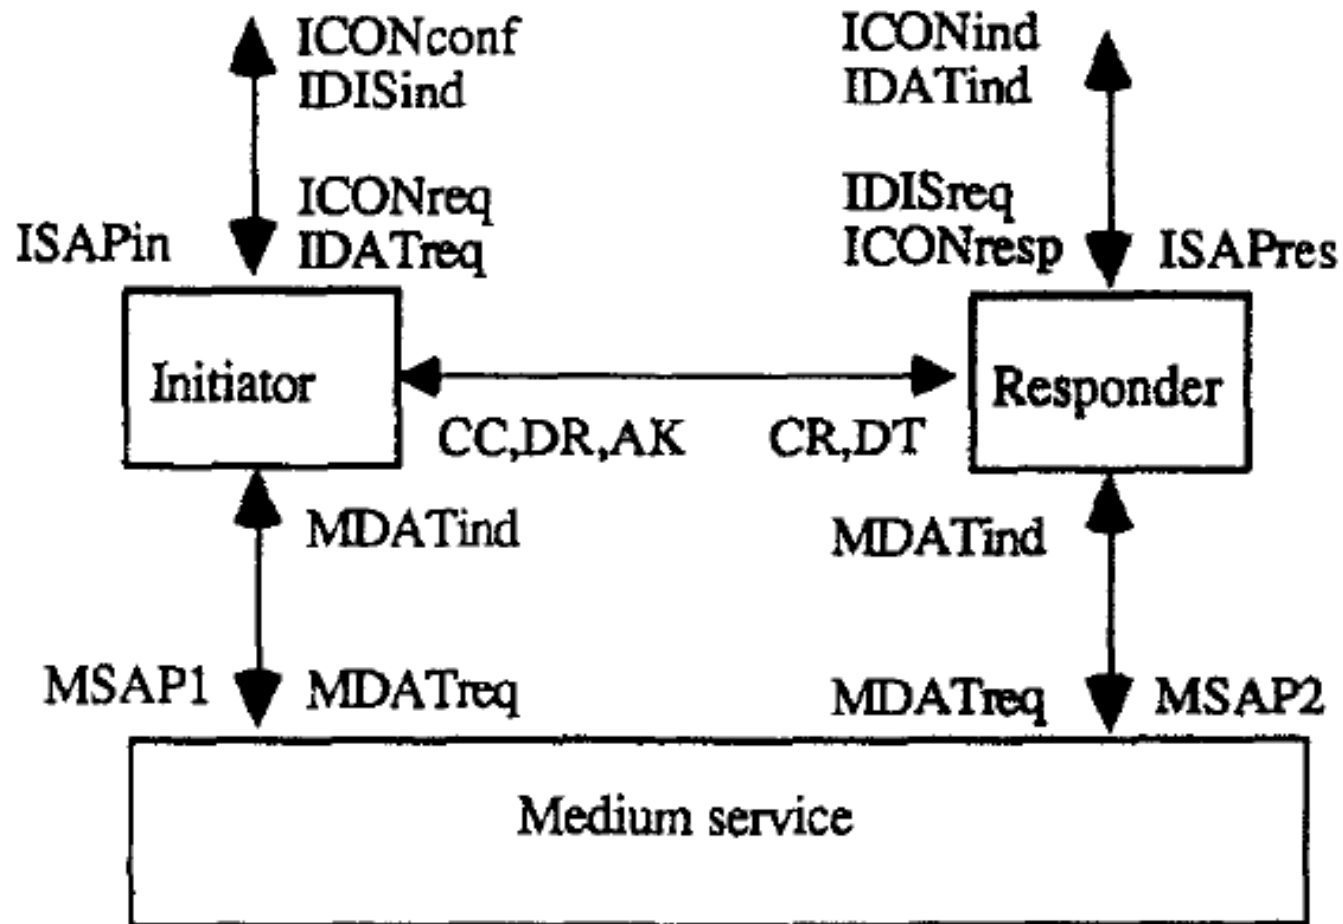 ICONconf
IDISind
ICONind
IDATind
ICONreq
IDATreq
ISAPin
IDISreq
ICONresp
ISAPres
Initiator
Responder
CC,DR,AK
CR,DT
MDATind
MDATind
MSAP1
MDATreq
MDATreq
MSAP2
Medium service